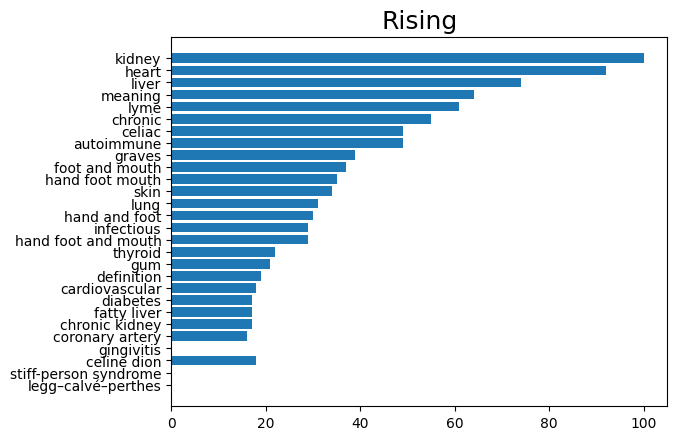 Rising
kidney
heart
liver
meaning
lyme
chronic
celiac
autoimmune
graves
foot and mouth
hand foot mouth
skin
lung
hand and foot
infectious
hand foot and mouth
thyroid
gum
definition
cardiovascular
diabetes
fatty liver
chronic kidney
coronary artery
gingivitis
celine dion
stiff-person syndrome
legg–calvé–perthes
0 20 40 60 80 100